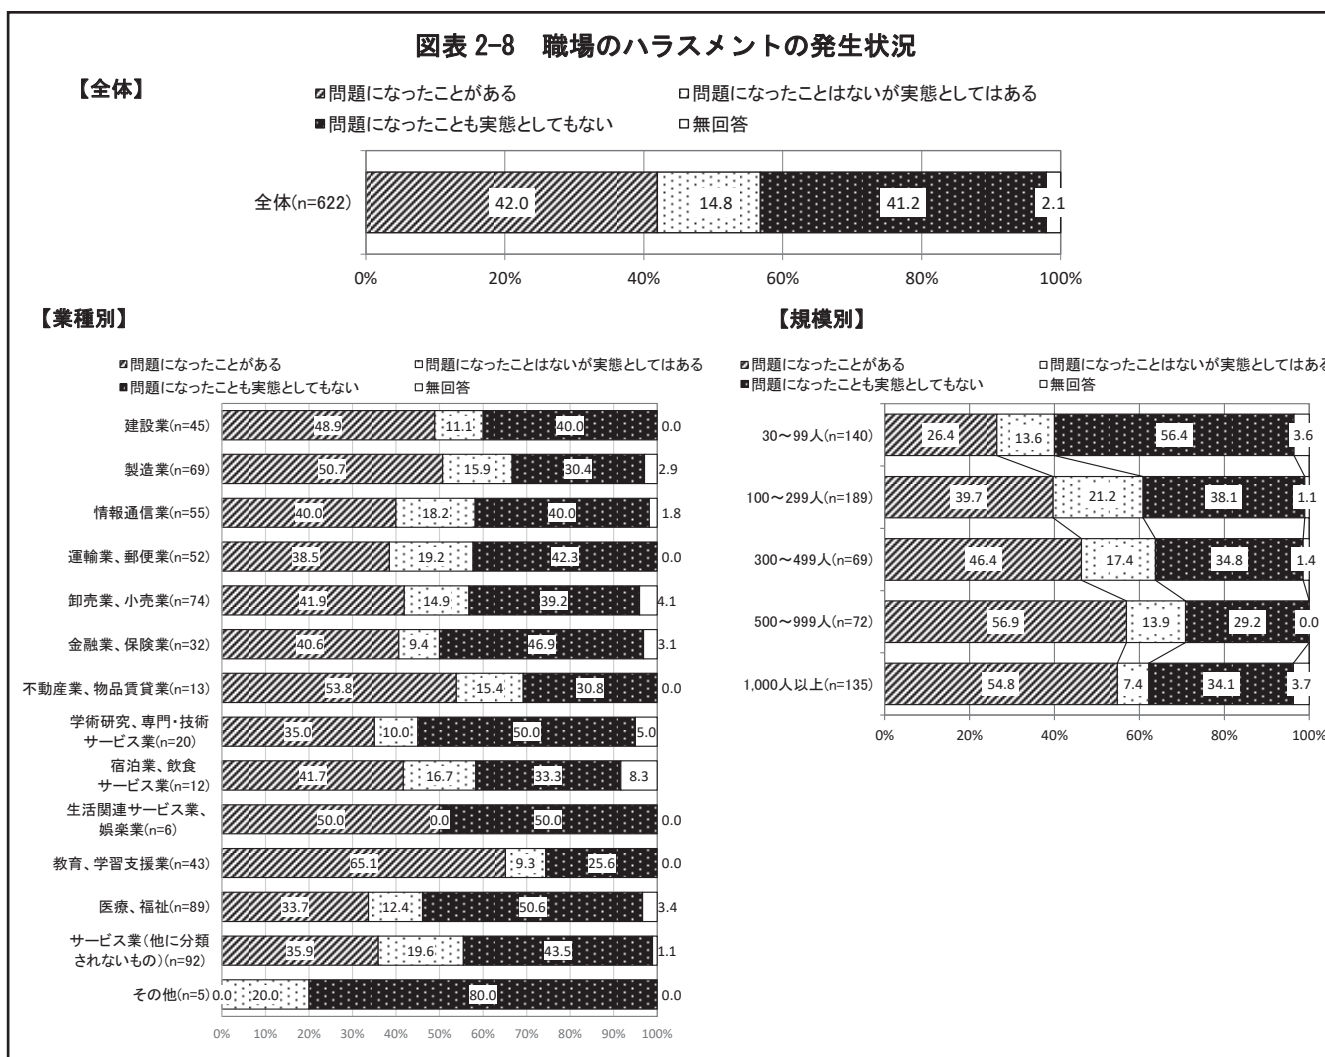 図表 2-8 職場のハラスメントの発生状況
【全体】
問題になったことがある 問題になったことはないが実態としてはある
問題になったことも実態としてもない 無回答
全体(n=622) 42.0 14.8 41.2 2.1
0% 20% 40% 60% 80% 100%
【業種別】
問題になったことがある 問題になったことはないが実態としてはある
問題になったことも実態としてもない 無回答
建設業(n=45) 48.9 11.1 40.0 0.0
製造業(n=69) 50.7 15.9 30.4 2.9
情報通信業(n=55) 40.0 18.2 40.0 1.8
運輸業、郵便業(n=52) 38.5 19.2 42.3 0.0
卸売業、小売業(n=74) 41.9 14.9 39.2 4.1
金融業、保険業(n=32) 40.6 9.4 46.9 3.1
不動産業、物品賃貸業(n=13) 53.8 15.4 30.8 0.0
学術研究、専門・技術
サービス業(n=20) 35.0 10.0 50.0 5.0
宿泊業、飲食
サービス業(n=12) 41.7 16.7 33.3 8.3
生活関連サービス業、
娯楽業(n=6) 50.0 0.0 50.0 0.0
教育、学習支援業(n=43) 65.1 9.3 25.6 0.0
医療、福祉(n=89) 33.7 12.4 50.6 3.4
サービス業(他に分類
されないもの)(n=92) 35.9 19.6 43.5 1.1
その他(n=5) 0.0 20.0 80.0 0.0
0% 10% 20% 30% 40% 50% 60% 70% 80% 90% 100%
【規模別】
問題になったことがある 問題になったことはないが実態としてはある
問題になったことも実態としてもない 無回答
30～99人(n=140) 26.4 13.6 56.4 3.6
100～299人(n=189) 39.7 21.2 38.1 1.1
300～499人(n=69) 46.4 17.4 34.8 1.4
500～999人(n=72) 56.9 13.9 29.2 0.0
1,000人以上(n=135) 54.8 7.4 34.1 3.7
0% 20% 40% 60% 80% 100%